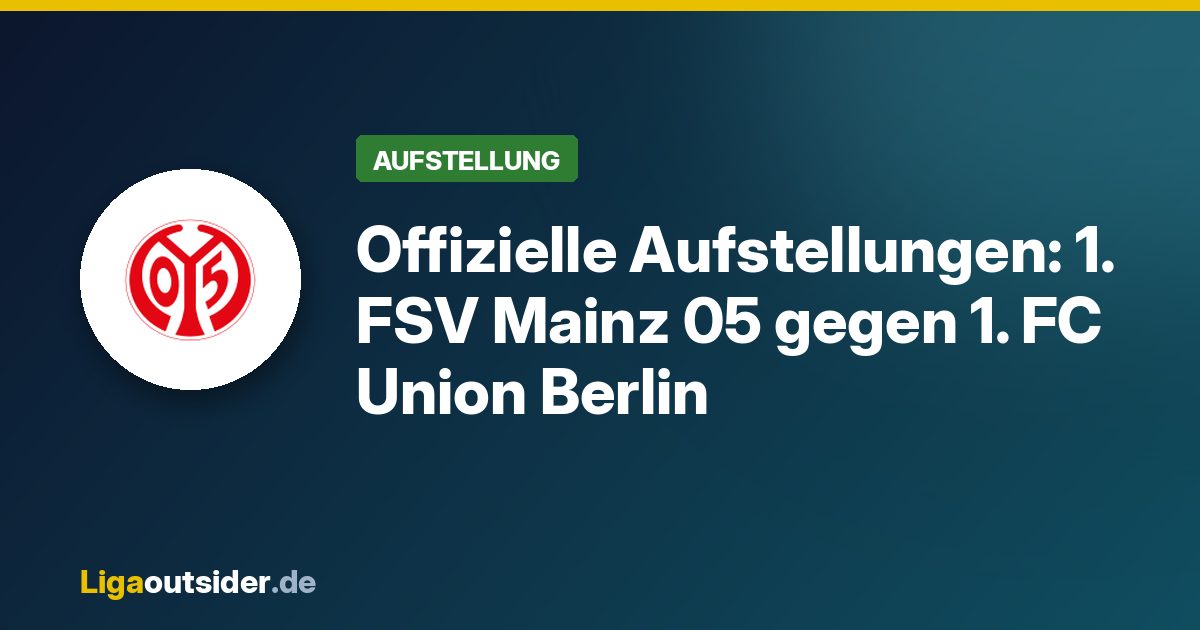 AUFSTELLUNG
Offizielle Aufstellungen: 1.
FSV Mainz 05 gegen 1. FC
Union Berlin
05
Ligaoutsider.de